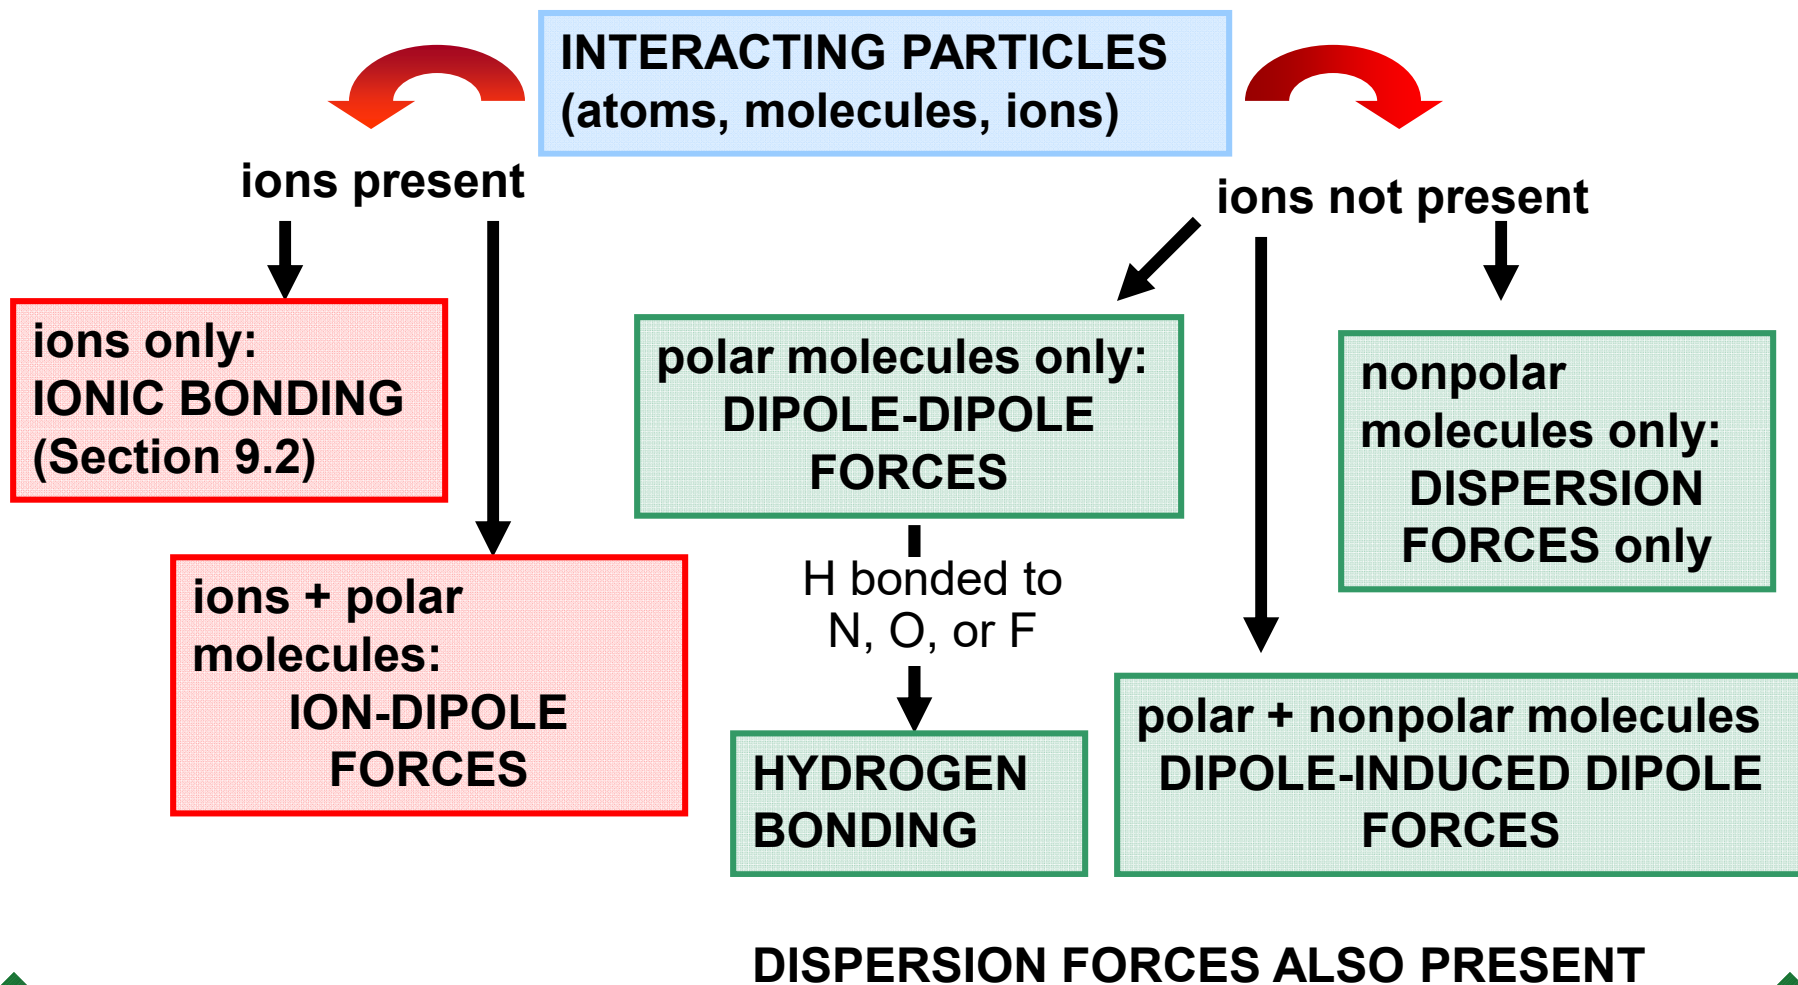 INTERACTING PARTICLES
(atoms, molecules, ions)
ions present
ions not present
ions only:
IONIC BONDING
(Section 9.2)
polar molecules only:
DIPOLE-DIPOLE
FORCES
nonpolar
molecules only:
DISPERSION
FORCES only
ions + polar
molecules:
ION-DIPOLE
FORCES
H bonded to
N, O, or F
HYDROGEN
BONDING
polar + nonpolar molecules
DIPOLE-INDUCED DIPOLE
FORCES
DISPERSION FORCES ALSO PRESENT